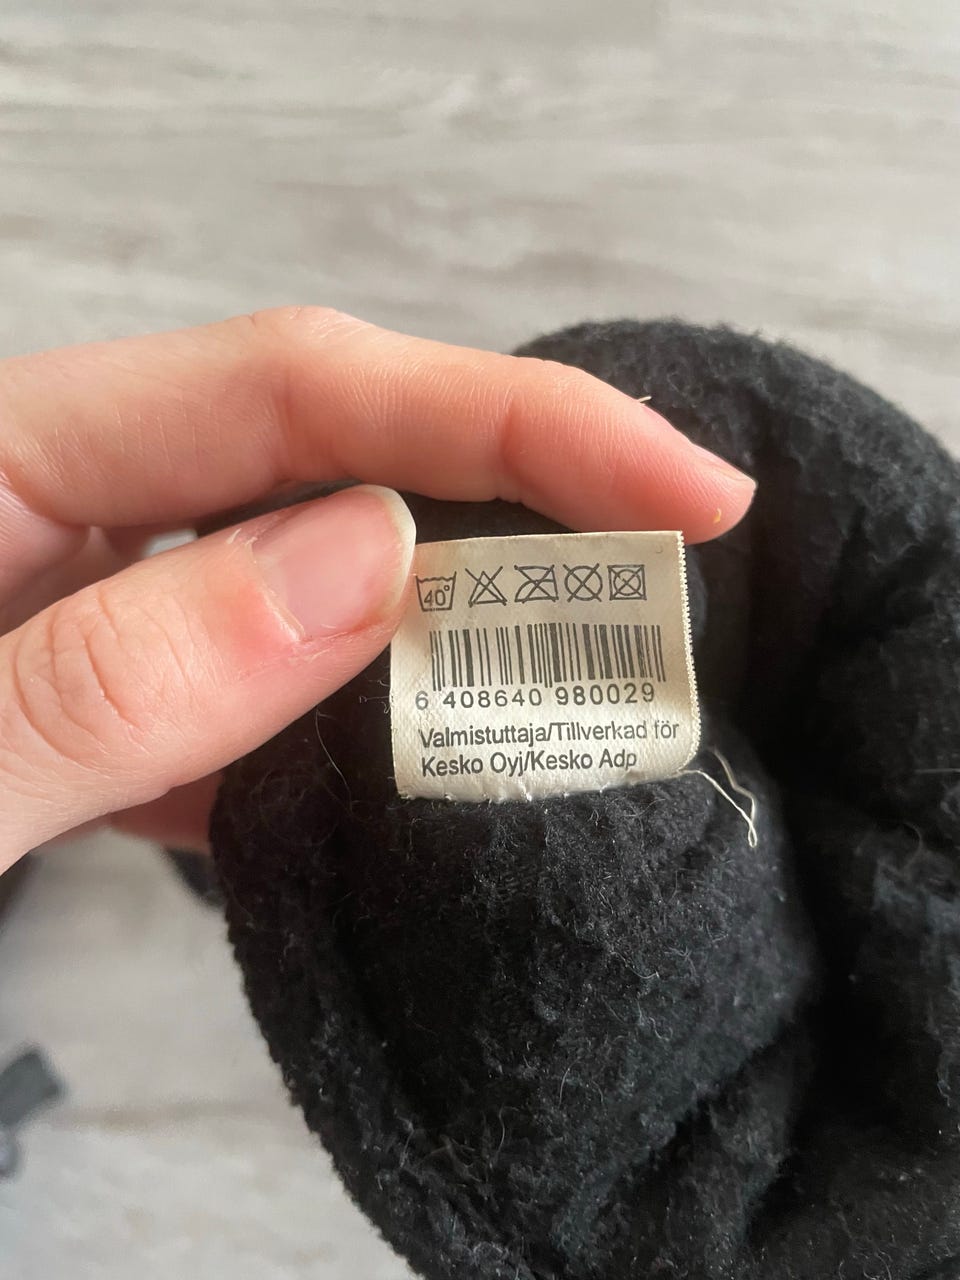 40°
6 408640 980029
Valmistuttaja/Tillverkad för
Kesko Oyj/Kesko Adp